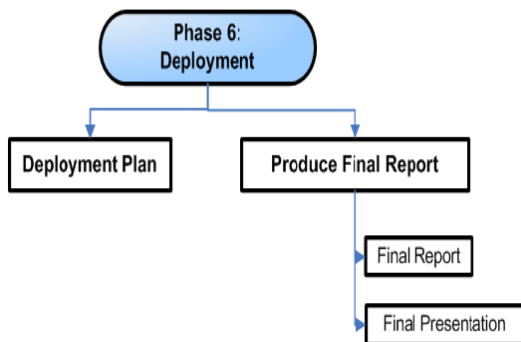 Phase 6:
Deployment
Deployment Plan
Produce Final Report
Final Report
Final Presentation